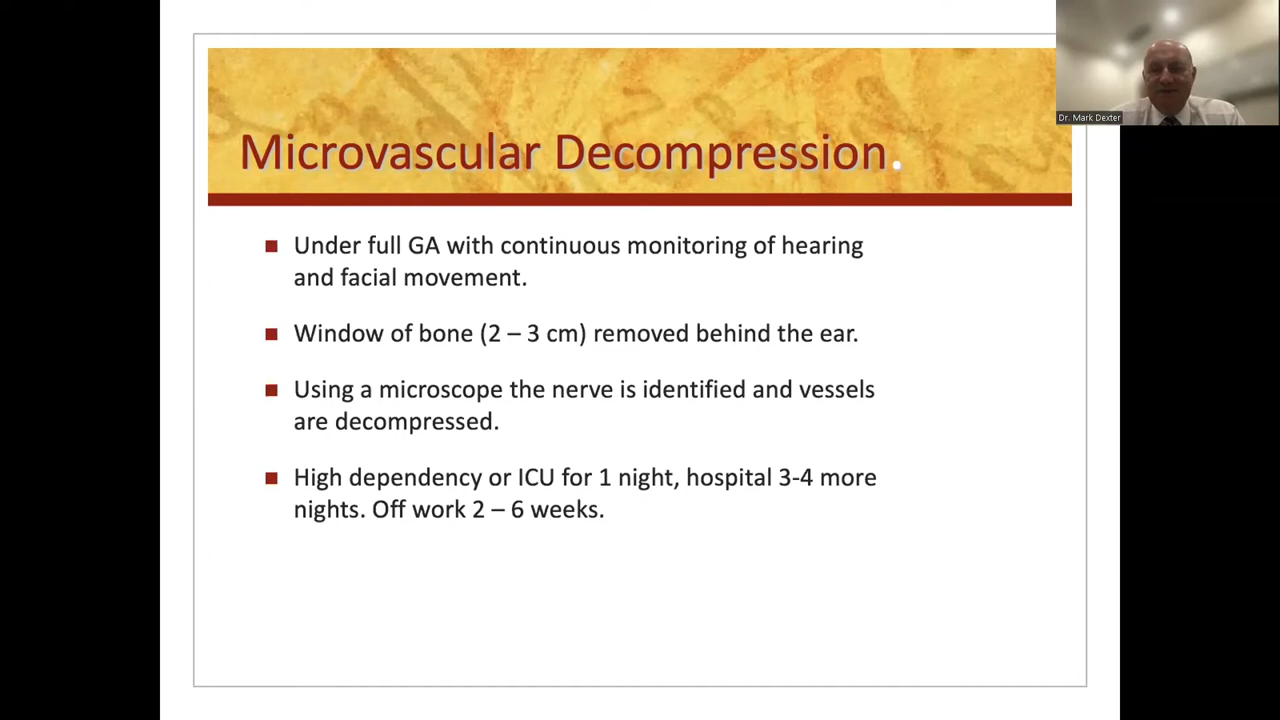 Microvascular Decompression.
Dr. Mark Dexter
Under full GA with continuous monitoring of hearing
and facial movement.
Window of bone (2 – 3 cm) removed behind the ear.
Using a microscope the nerve is identified and vessels
are decompressed.
High dependency or ICU for 1 night, hospital 3-4 more
nights. Off work 2 – 6 weeks.